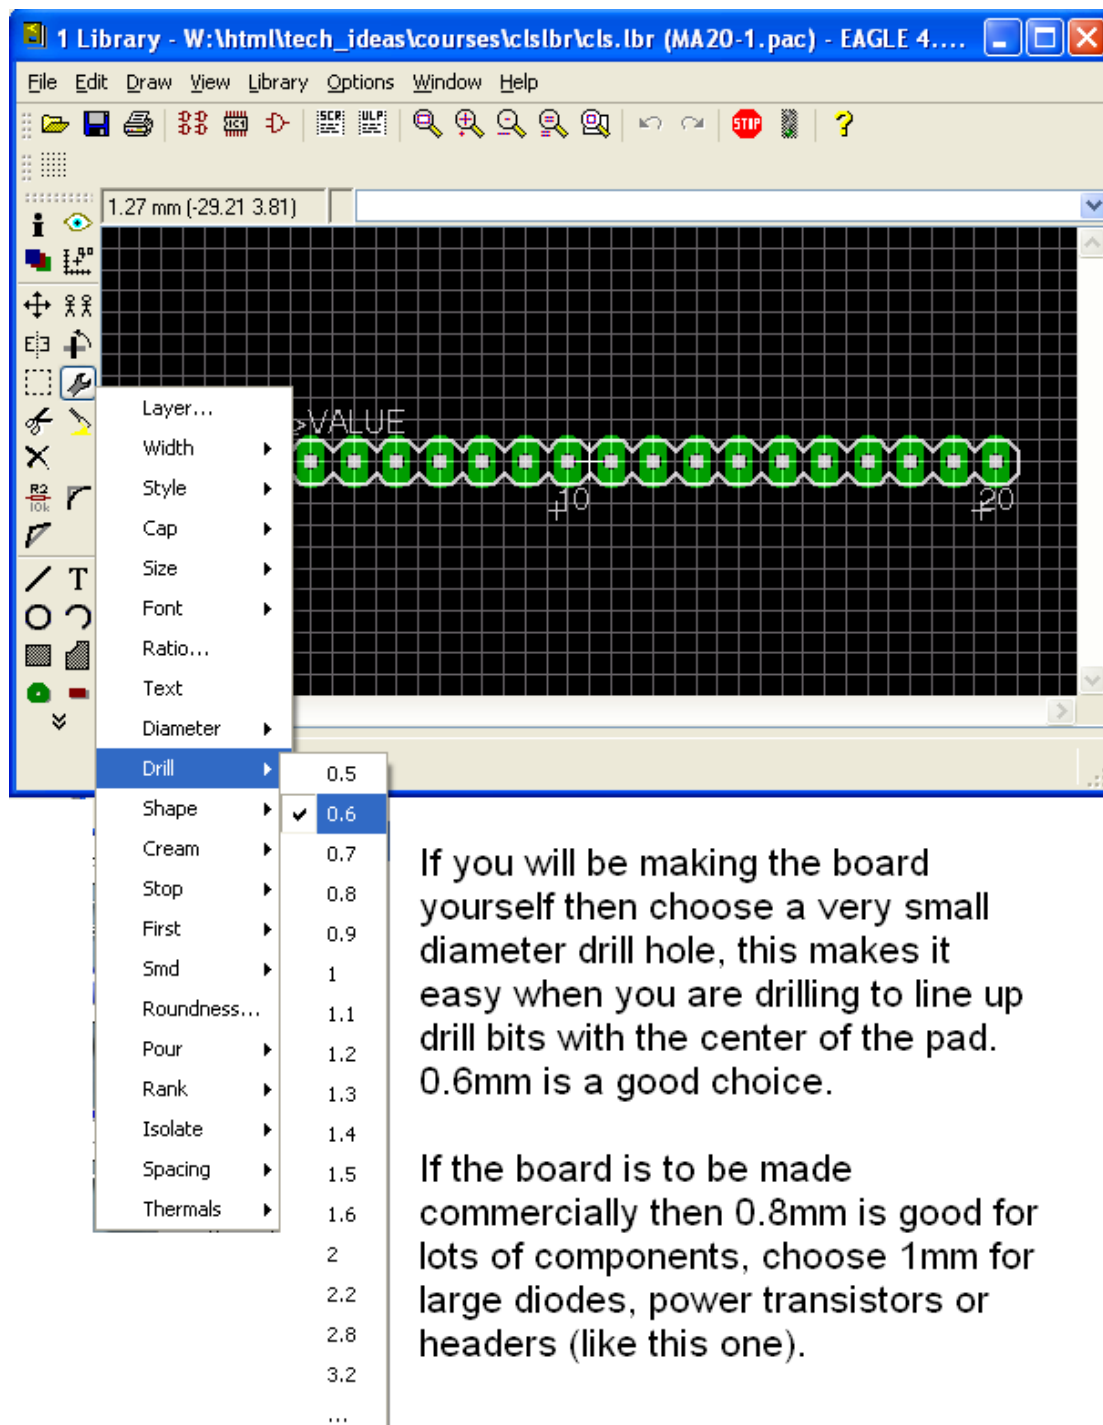 1 Library - W:\html\tech_ideas\courses\clslbr\cls.lbr (MA20-1.pac) - EAGLE 4....
File Edit Draw View Library Options Window Help
SCR ULP STOP ?
1.27 mm (-29.21 3.81)
>VALUE
10
20
R2
10k
T
Layer...
Width
Style
Cap
Size
Font
Ratio...
Text
Diameter
Drill
Shape
Cream
Stop
First
Smd
Roundness...
Pour
Rank
Isolate
Spacing
Thermals
0.5
0.6
0.7
0.8
0.9
1
1.1
1.2
1.3
1.4
1.5
1.6
2
2.2
2.8
3.2
...
If you will be making the board
yourself then choose a very small
diameter drill hole, this makes it
easy when you are drilling to line up
drill bits with the center of the pad.
0.6mm is a good choice.
If the board is to be made
commercially then 0.8mm is good for
lots of components, choose 1mm for
large diodes, power transistors or
headers (like this one).